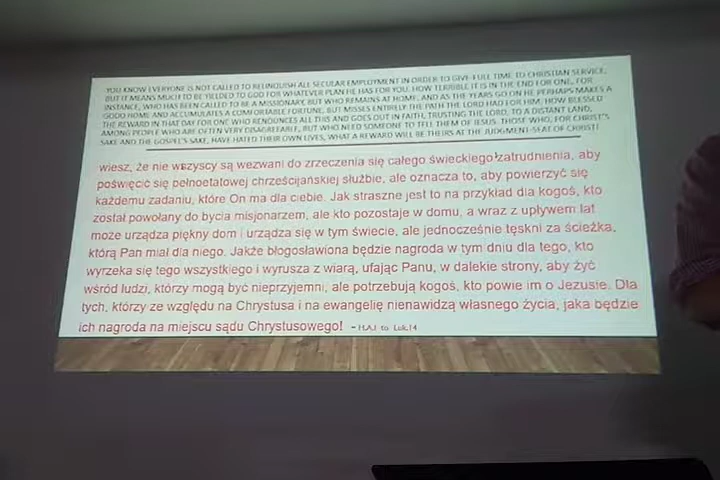 YOU KNOW EVERYONE IS NOT CALLED TO RELINQUISH ALL SECULAR EMPLOYMENT IN ORDER TO GIVE FULL TIME TO CHRISTIAN SERVICE,
BUT IT MEANS MUCH TO BE YIELDED TO GOD FOR WHATEVER PLAN HE HAS FOR YOU. HOW TERRIBLE IT IS IN THE END FOR ONE, FOR
INSTANCE, WHO HAS BEEN CALLED TO BE A MISSIONARY, BUT WHO REMAINS AT HOME, AND AS THE YEARS GO ON HE PERHAPS MAKES A
GODO HOME AND ACCUMULATES A COMFORTABLE FORTUNE, BUT MISSES ENTIRELY THE PATH THE LORD HAD FOR HIM. HOW BLESSED
THE REWARD IN THAT DAY FOR ONE WHO RENOUNCES ALL THIS AND GOES OUT IN FAITH, TRUSTING THE LORD, TO A DISTANT LAND,
AMONG PEOPLE WHO ARE OFTEN VERY DISAGREEABLE, BUT WHO NEED SOMEONE TO TELL THEM OF JESUS. THOSE WHO, FOR CHRIST'S
SAKE AND THE GOSPEL'S SAKE, HAVE HATED THEIR OWN LIVES, WHAT A REWARD WILL BE THEIRS AT THE JUDGMENT-SEAT OF CHRIST!
wiesz, że nie wszyscy są wezwani do zrzeczenia się całego świeckiego zatrudnienia, aby
poświęcić się pełnoetatowej chrześcijańskiej służbie, ale oznacza to, aby powierzyć się
każdemu zadaniu, które On ma dla ciebie. Jak straszne jest to na przykład dla kogoś, kto
został powołany do bycia misjonarzem, ale kto pozostaje w domu, a wraz z upływem lat
może urządza piękny dom i urządza się w tym świecie, ale jednocześnie tęskni za ścieżką,
którą Pan miał dla niego. Jakże błogosławiona będzie nagroda w tym dniu dla tego, kto
wyrzeka się tego wszystkiego i wyrusza z wiarą, ufając Panu, w dalekie strony, aby żyć
wśród ludzi, którzy mogą być nieprzyjemni, ale potrzebują kogoś, kto powie im o Jezusie. Dla
tych, którzy ze względu na Chrystusa i na ewangelię nienawidzą własnego życia, jaka będzie
ich nagroda na miejscu sądu Chrystusowego! - H.A.I. to Luk.14